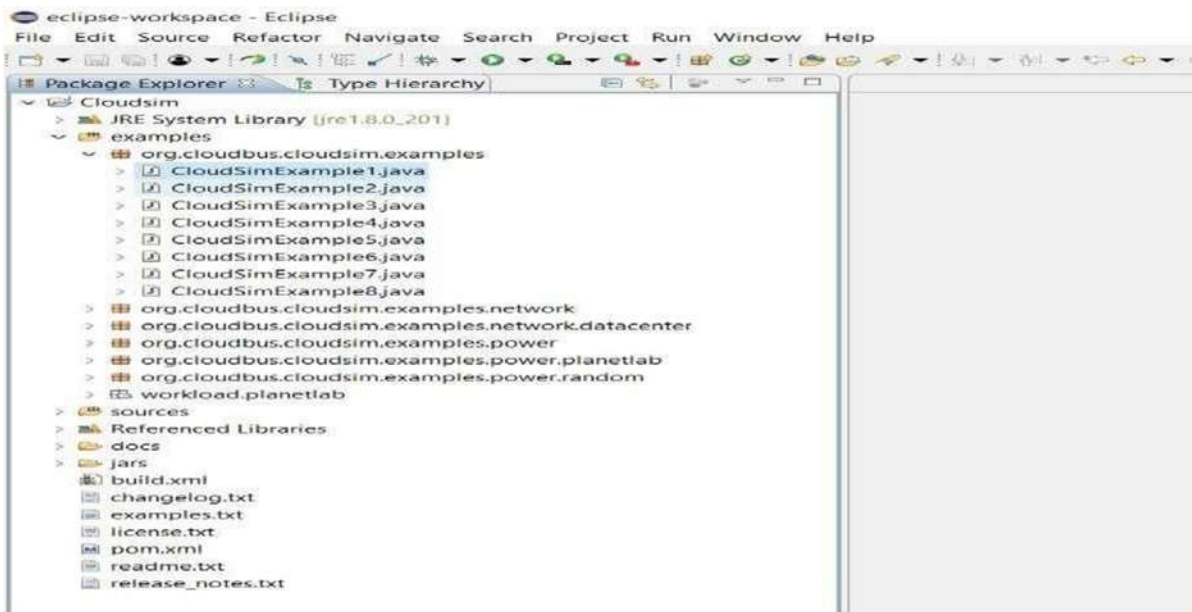 eclipse-workspace - Eclipse
File Edit Source Refactor Navigate Search Project Run Window Help
Package Explorer Type Hierarchy
Cloudsim
JRE System Library [jre1.8.0_201]
examples
org.cloudbus.cloudsim.examples
CloudSimExample1.java
CloudSimExample2.java
CloudSimExample3.java
CloudSimExample4.java
CloudSimExample5.java
CloudSimExample6.java
CloudSimExample7.java
CloudSimExample8.java
org.cloudbus.cloudsim.examples.network
org.cloudbus.cloudsim.examples.network.datacenter
org.cloudbus.cloudsim.examples.power
org.cloudbus.cloudsim.examples.power.planetlab
org.cloudbus.cloudsim.examples.power.random
workload.planetlab
sources
Referenced Libraries
docs
jars
build.xml
changelog.txt
examples.txt
license.txt
pom.xml
readme.txt
release_notes.txt